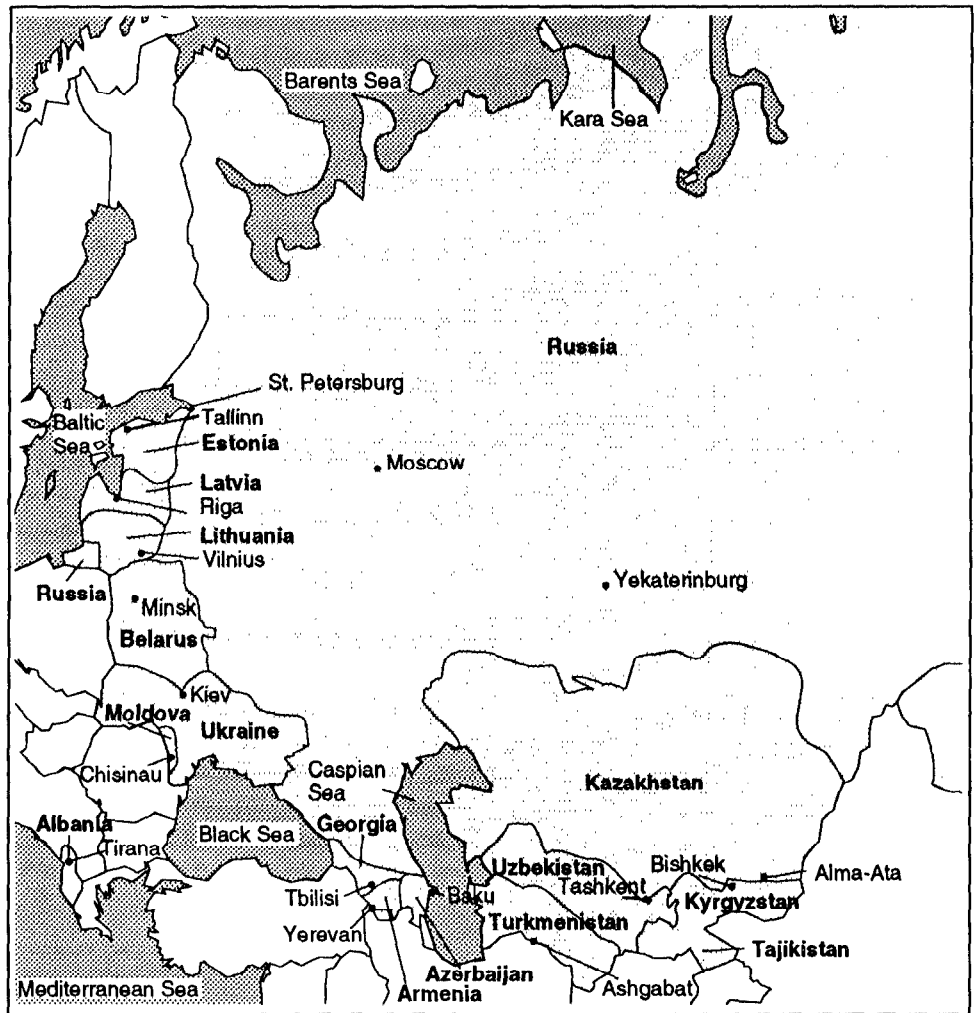 Barents Sea
Kara Sea
Russia
St. Petersburg
Baltic
Sea
Tallinn
Estonia
Moscow
Latvia
Riga
Lithuania
Vilnius
Russia
Yekaterinburg
Minsk
Belarus
Kiev
Moldova
Ukraine
Chisinau
Caspian
Sea
Kazakhstan
Albania
Georgia
Black Sea
Tirana
Uzbekistan
Bishkek
Alma-Ata
Tbilisi
Baku
Tashkent
Kyrgyzstan
Turkmenistan
Yerevan
Tajikistan
Azerbaijan
Mediterranean Sea
Armenia
Ashgabat